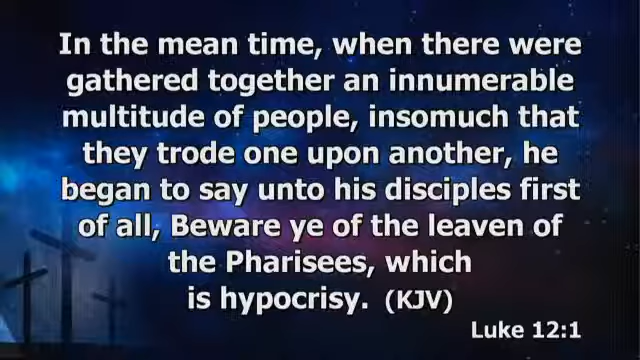 In the mean time, when there were
gathered together an innumerable
multitude of people, insomuch that
they trode one upon another, he
began to say unto his disciples first
of all, Beware ye of the leaven of
the Pharisees, which
is hypocrisy. (KJV)
Luke 12:1